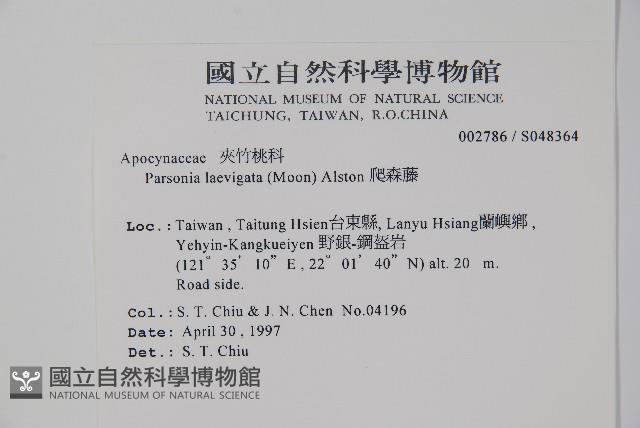 國立自然科學博物館
NATIONAL MUSEUM OF NATURAL SCIENCE
TAICHUNG, TAIWAN, R.O.CHINA
002786 / S048364
Apocynaceae 夾竹桃科
Parsonia laevigata (Moon) Alston 爬森藤
Loc.: Taiwan , Taitung Hsien台東縣, Lanyu Hsiang蘭嶼鄉 ,
Yehyin-Kangkueiyen 野銀-鋼盔岩
(121° 35' 10" E , 22° 01' 40" N) alt. 20 m.
Road side.
Col.: S. T. Chiu & J. N. Chen No.04196
Date: April 30 , 1997
Det.: S. T. Chiu
國立自然科學博物館
NATIONAL MUSEUM OF NATURAL SCIENCE